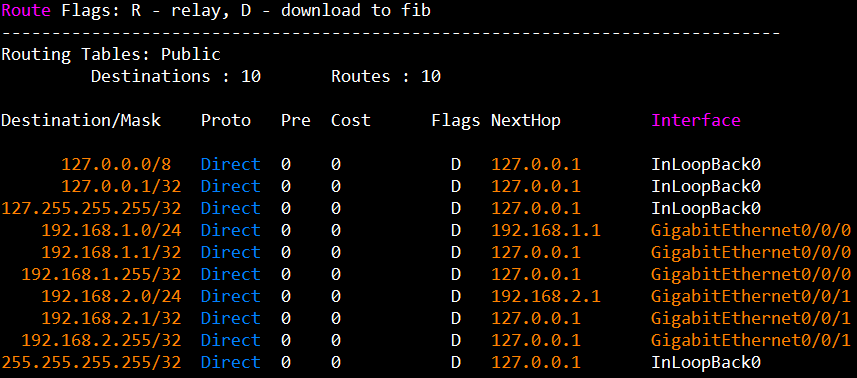 Route Flags: R - relay, D - download to fib
------------------------------------------------------------------------------
Routing Tables: Public
         Destinations : 10       Routes : 10

Destination/Mask    Proto   Pre  Cost      Flags NextHop         Interface

      127.0.0.0/8   Direct  0    0           D   127.0.0.1       InLoopBack0
      127.0.0.1/32  Direct  0    0           D   127.0.0.1       InLoopBack0
127.255.255.255/32  Direct  0    0           D   127.0.0.1       InLoopBack0
    192.168.1.0/24  Direct  0    0           D   192.168.1.1     GigabitEthernet0/0/0
    192.168.1.1/32  Direct  0    0           D   127.0.0.1       GigabitEthernet0/0/0
  192.168.1.255/32  Direct  0    0           D   127.0.0.1       GigabitEthernet0/0/0
    192.168.2.0/24  Direct  0    0           D   192.168.2.1     GigabitEthernet0/0/1
    192.168.2.1/32  Direct  0    0           D   127.0.0.1       GigabitEthernet0/0/1
  192.168.2.255/32  Direct  0    0           D   127.0.0.1       GigabitEthernet0/0/1
255.255.255.255/32  Direct  0    0           D   127.0.0.1       InLoopBack0